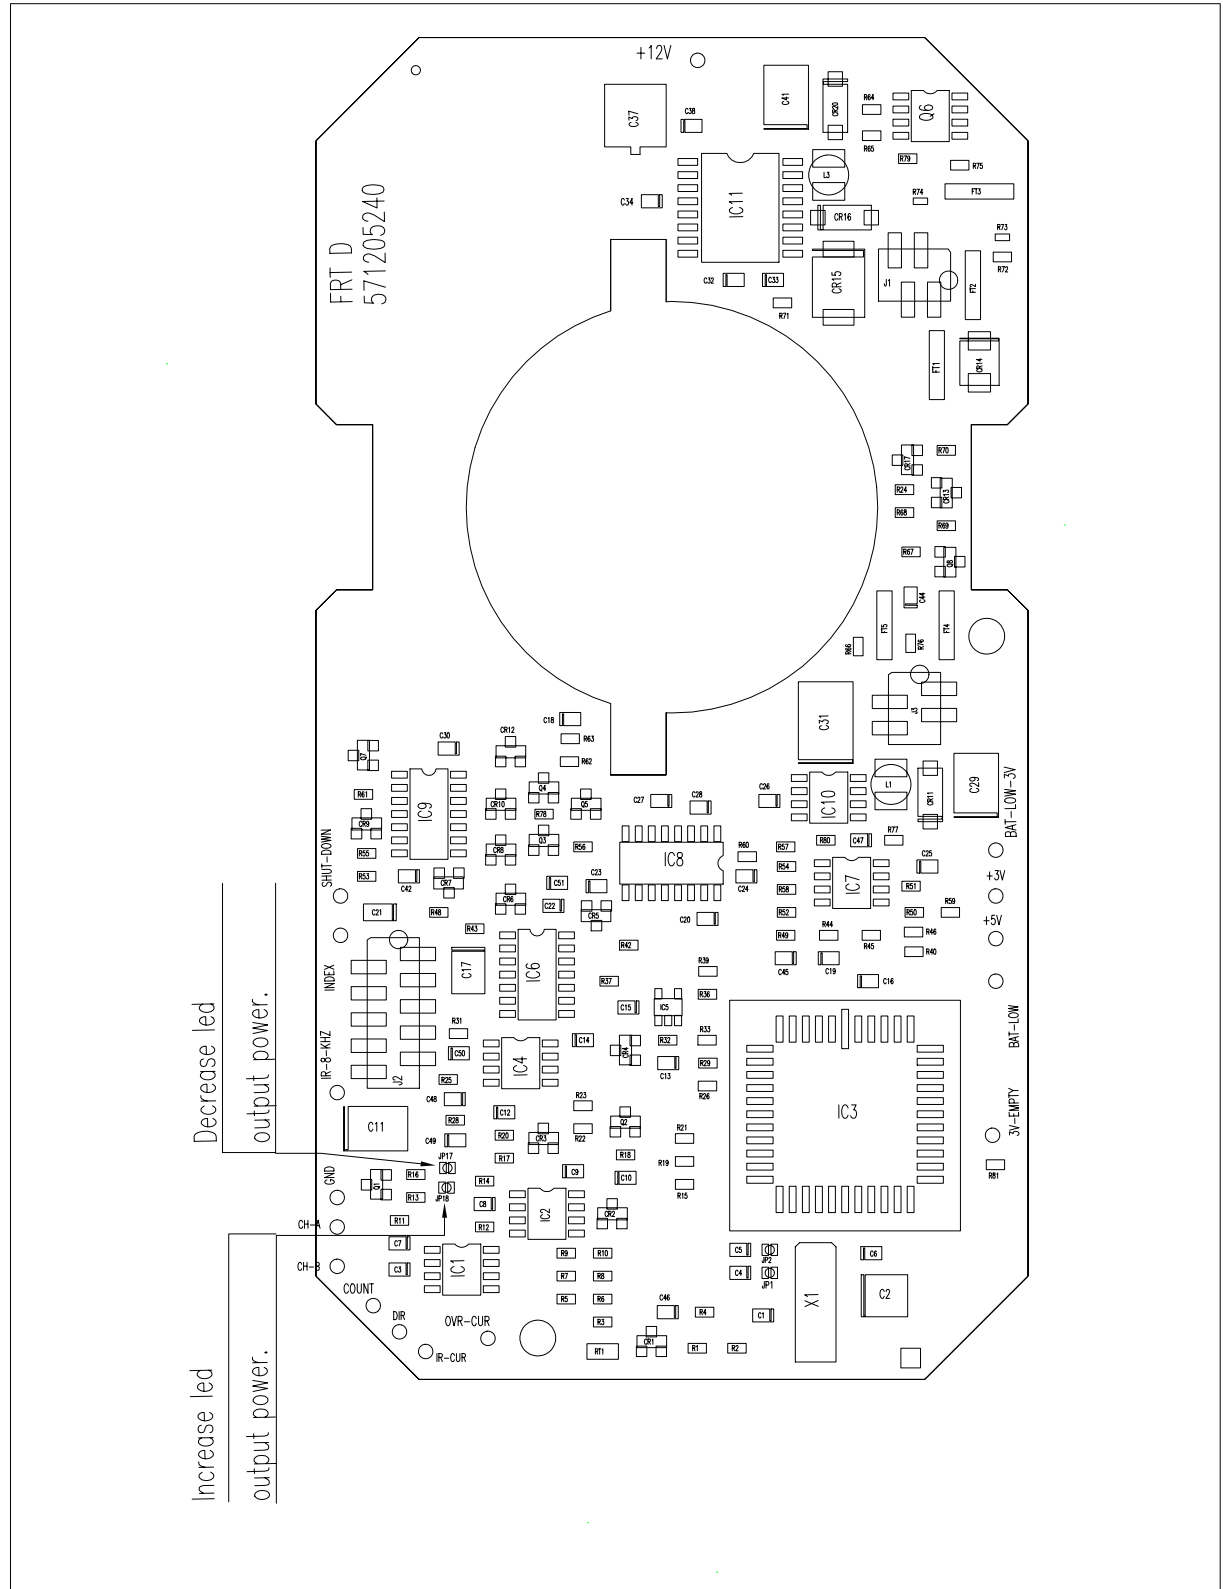 +12V
C37
C38
C41
CR20
R64
R65
Q6
R79
R75
L3
IC11
C34
R74
FT3
CR16
R73
R72
FRT D
571205240
C32
C33
R71
CR15
J1
FT2
FT1
CR14
CR17
R70
R24
CR13
R68
R69
R67
Q8
C44
FT5
FT4
R66
R76
J3
C31
C18
R63
R62
CR12
C30
Q7
R61
CR9
IC9
CR10
Q4
Q5
R78
C27
C28
C26
IC10
L1
CR11
C29
BAT-LOW-3V
SHUT-DOWN
R55
R53
CR8
Q3
R56
IC8
R60
R57
R80
C47
R77
R54
C24
R58
IC7
C25
R51
+3V
C42
CR7
C51
C23
CR6
C22
CR5
C21
R48
R43
C20
R52
R50
R59
+5V
R49
R44
R45
R46
R40
R42
INDEX
C17
IC6
R37
R39
R36
C45
C19
C16
C15
IC5
Decrease led
output power.
IR-8-KHZ
J2
R31
C50
IC4
C14
CR4
R32
R33
C13
R29
R26
BAT-LOW
R25
C48
C12
R23
IC3
3V-EMPTY
C11
R28
C49
R20
CR3
R22
Q2
R21
JP17
R17
R18
R19
R81
GND
Q1
R16
R13
JP18
R14
C9
C10
R15
CH-A
R11
C8
R12
IC2
CR2
C7
CH-B
C3
IC1
R9
R10
C5
JP2
C6
R7
R8
C4
JP1
X1
C2
COUNT
R5
R6
DIR
OVR-CUR
R3
C46
R4
C1
IR-CUR
RT1
CR1
R1
R2
Increase led
output power.